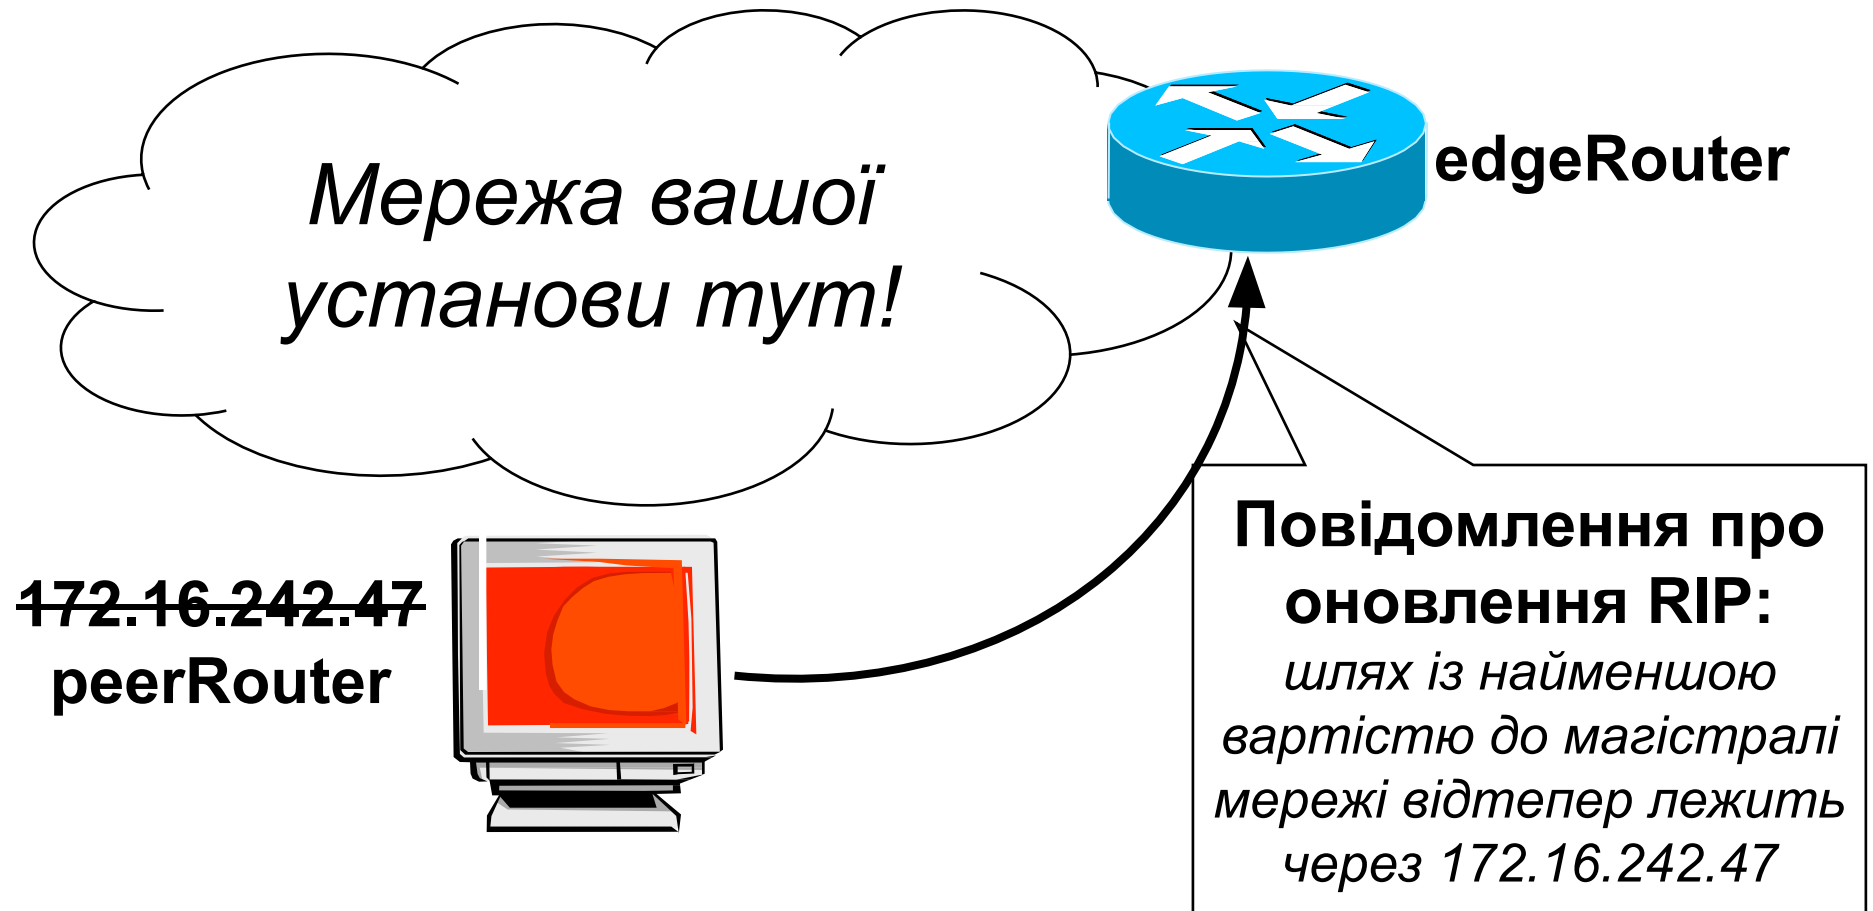 Мережа вашої
установи тут!
edgeRouter
172.16.242.47
peerRouter
Повідомлення про
оновлення RIP:
шлях із найменшою
вартістю до магістралі
мережі відтепер лежить
через 172.16.242.47